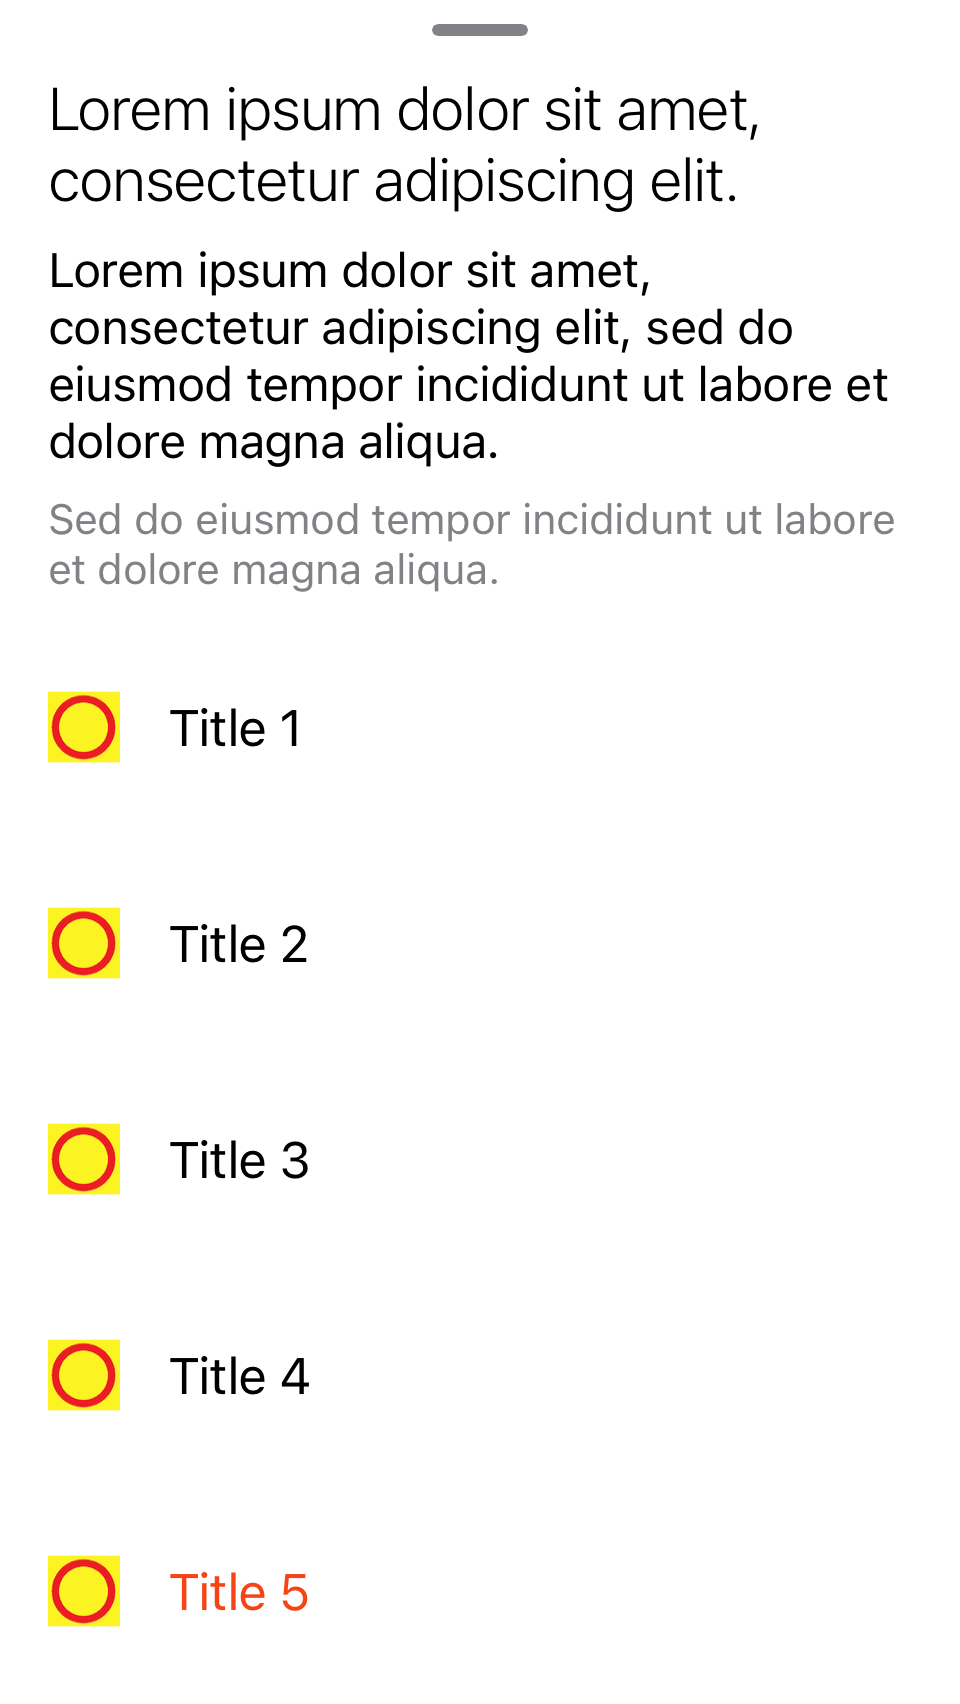 Lorem ipsum dolor sit amet,
consectetur adipiscing elit.
Lorem ipsum dolor sit amet,
consectetur adipiscing elit, sed do
eiusmod tempor incididunt ut labore et
dolore magna aliqua.
Sed do eiusmod tempor incididunt ut labore
et dolore magna aliqua.
Title 1
Title 2
Title 3
Title 4
Title 5